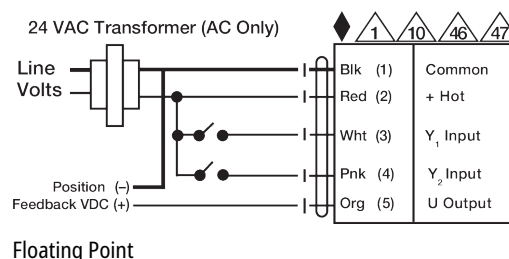 24 VAC Transformer (AC Only)
1 10 46 47
Line
Volts
Blk (1) Common
Red (2) + Hot
Wht (3) Y1 Input
Pnk (4) Y2 Input
Position (–)
Feedback VDC (+)
Org (5) U Output
Floating Point